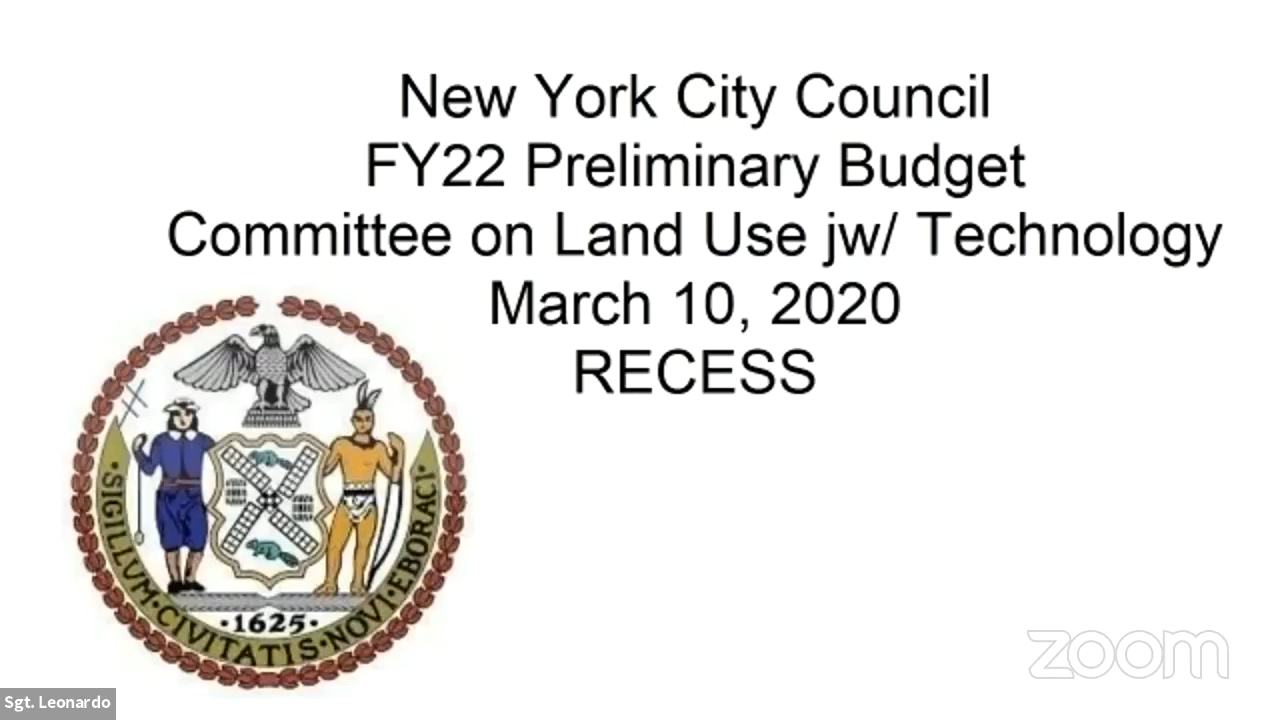 New York City Council
FY22 Preliminary Budget
Committee on Land Use jw/ Technology
March 10, 2020
RECESS
·SIGILLUM·CIVITATIS·NOVI·EBORACI·
·1625·
zoom
Sgt. Leonardo